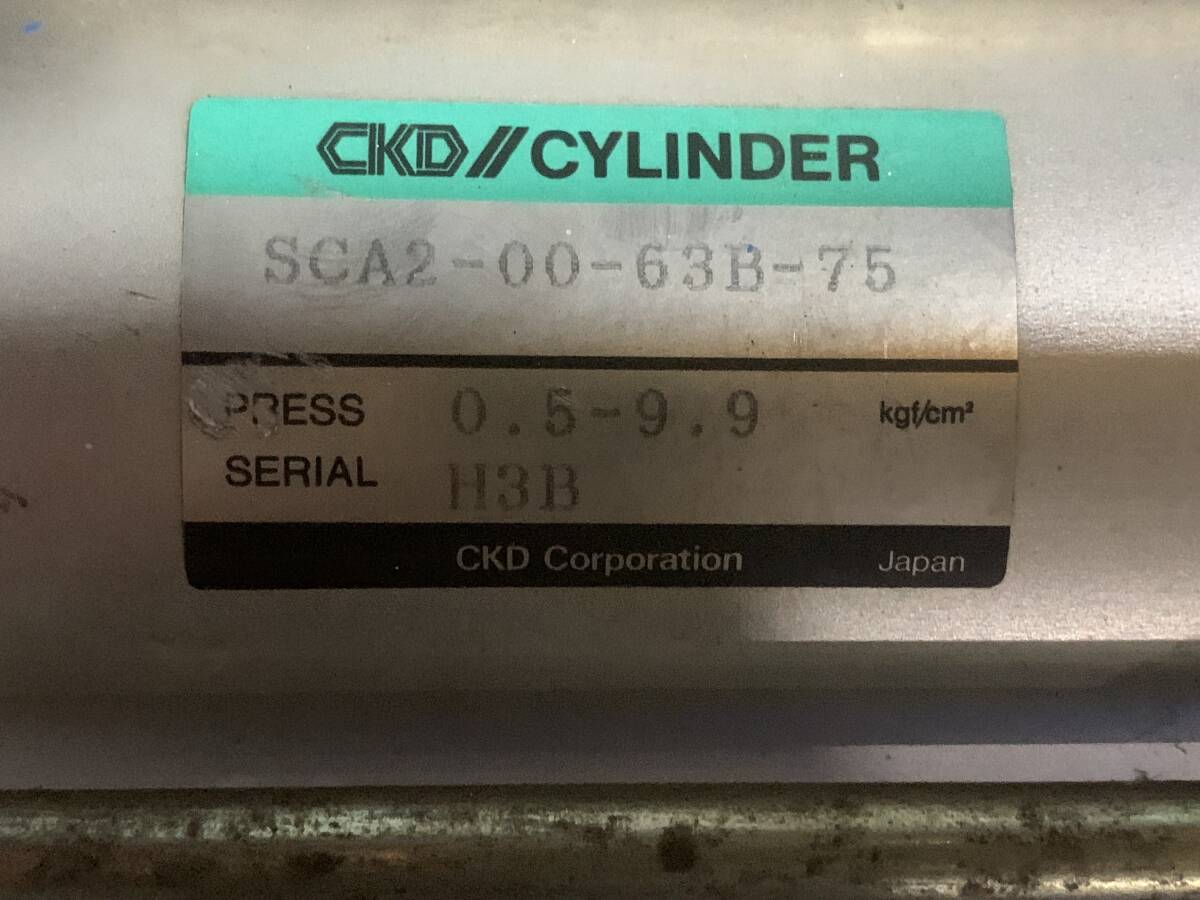 CKD//CYLINDER
SCA2-00-63B-75
PRESS 0.5-9.9 kgf/cm²
SERIAL H3B
CKD Corporation Japan